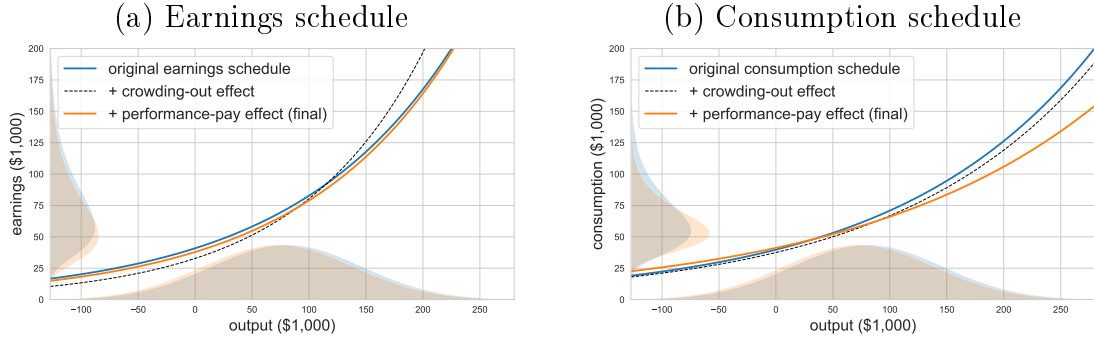 (a) Earnings schedule
200
175
150
125
100
75
50
25
0
earnings ($1,000)
original earnings schedule
+ crowding-out effect
+ performance-pay effect (final)
−100 −50 0 50 100 150 200 250
output ($1,000)
(b) Consumption schedule
200
175
150
125
100
75
50
25
0
consumption ($1,000)
original consumption schedule
+ crowding-out effect
+ performance-pay effect (final)
−100 −50 0 50 100 150 200 250
output ($1,000)